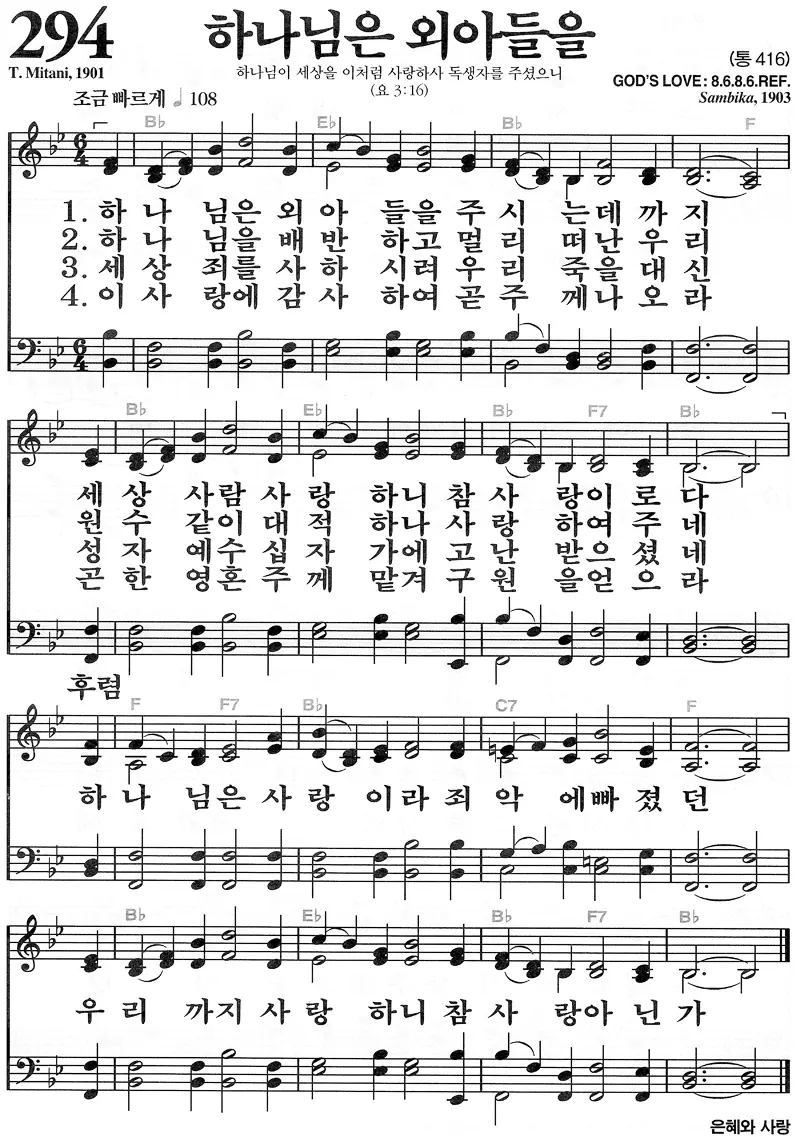 294 하나님은 외아들을
(통 416)
T. Mitani, 1901
하나님이 세상을 이처럼 사랑하사 독생자를 주셨으니
(요 3:16)
GOD'S LOVE: 8.6.8.6.REF.
Sambika, 1903
조금 빠르게 ♩ 108
B♭ E♭ B♭ F
6/4
1. 하 나 님은 외 아 들을 주 시 는데 까 지
2. 하 나 님을 배 반 하고 멀 리 떠난 우 리
3. 세 상 죄를 사 하 시려 우 리 죽을 대 신
4. 이 사 랑에 감 사 하여 곧 주 께나 오 라
6/4
B♭ E♭ B♭ F7 B♭
세 상 사람 사 랑 하니 참 사 랑이 로 다
원 수 같이 대 적 하나 사 랑 하여 주 네
성 자 예수 십 자 가에 고 난 받으 셨 네
곤 한 영혼 주 께 맡겨 구 원 을얻 으 라
후렴
F F7 B♭ C7 F
하 나 님은 사 랑 이라 죄 악 에빠 졌 던
B♭ E♭ B♭ F7 B♭
우 리 까지 사 랑 하니 참 사 랑아 닌 가
은혜와 사랑